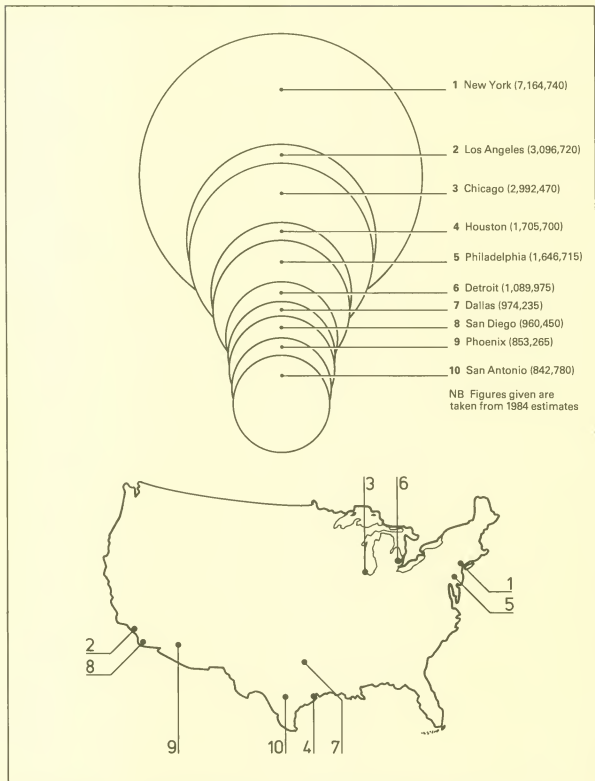 1 New York (7,164,740)
2 Los Angeles (3,096,720)
3 Chicago (2,992,470)
4 Houston (1,705,700)
5 Philadelphia (1,646,715)
6 Detroit (1,089,975)
7 Dallas (974,235)
8 San Diego (960,450)
9 Phoenix (853,265)
10 San Antonio (842,780)
NB Figures given are
taken from 1984 estimates
3 6
1
5
2
8
9 10 4 7